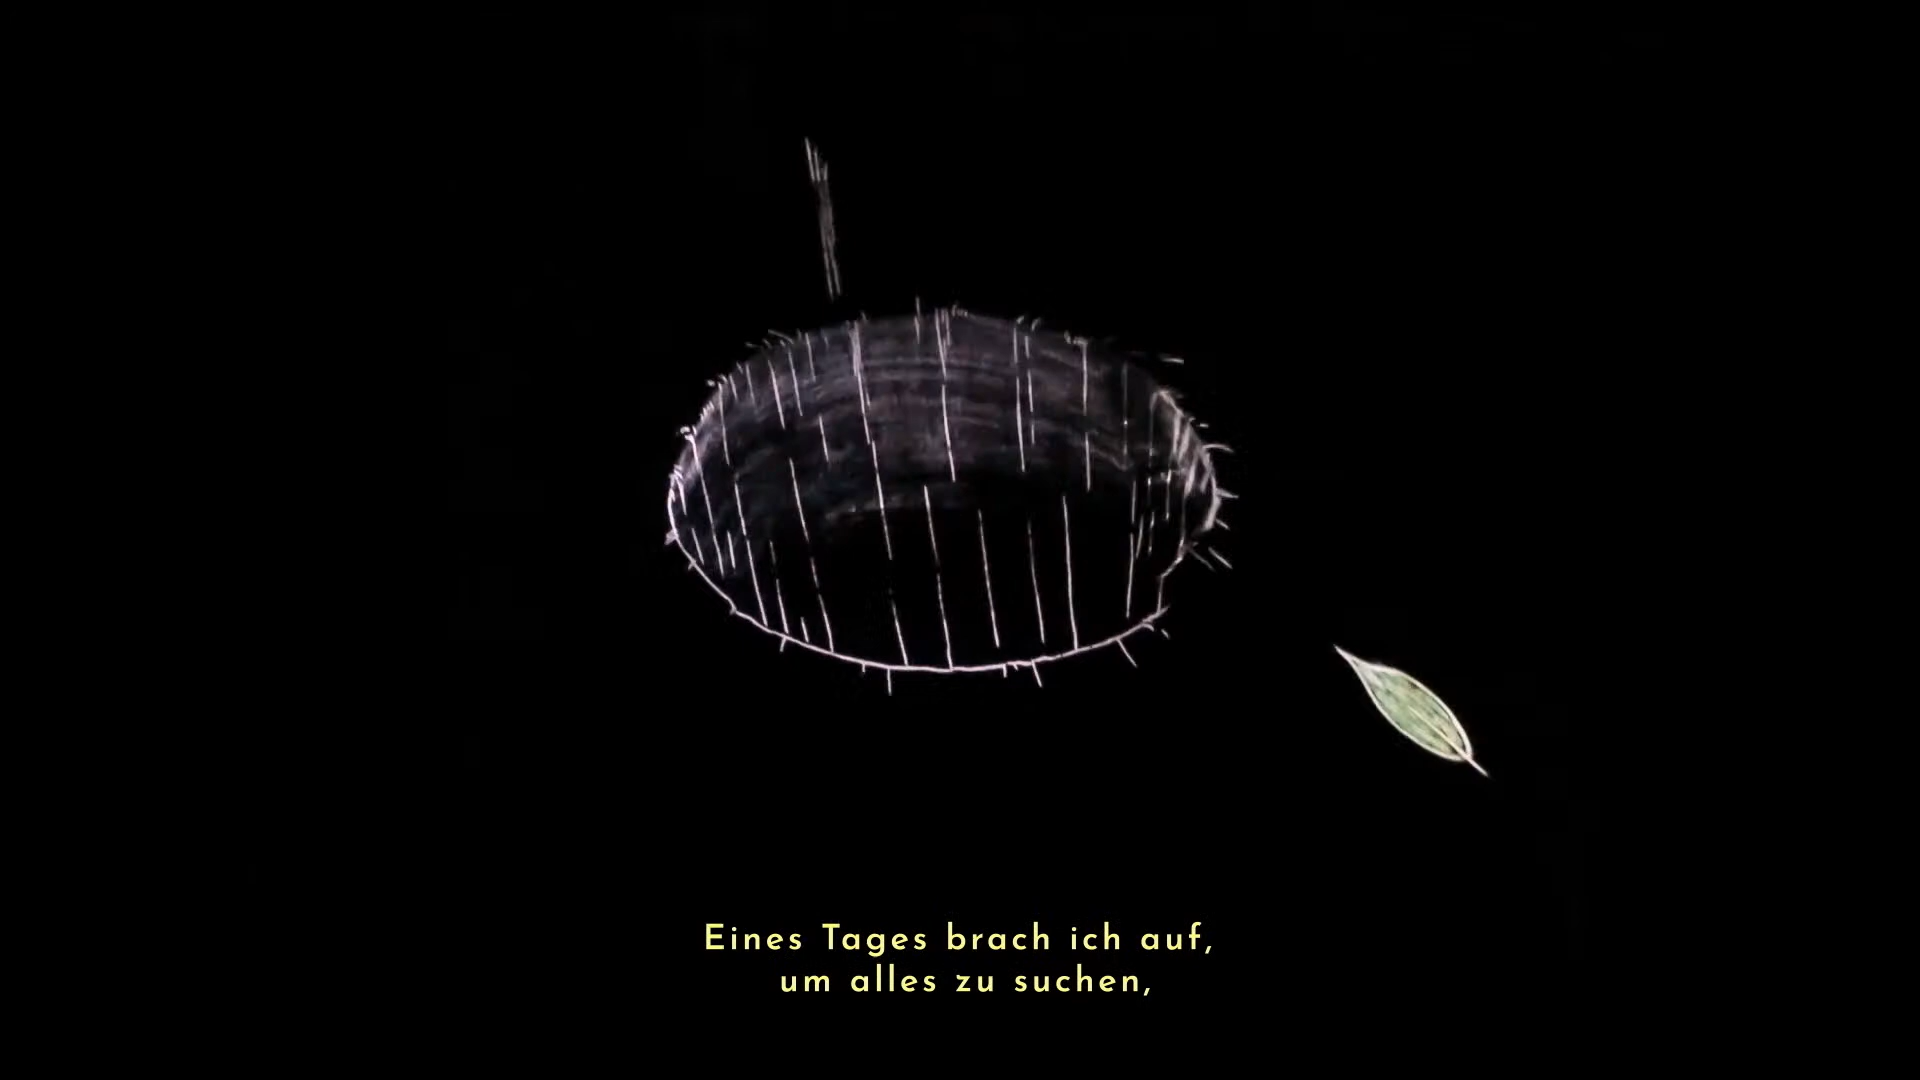 Eines Tages brach ich auf,
um alles zu suchen,